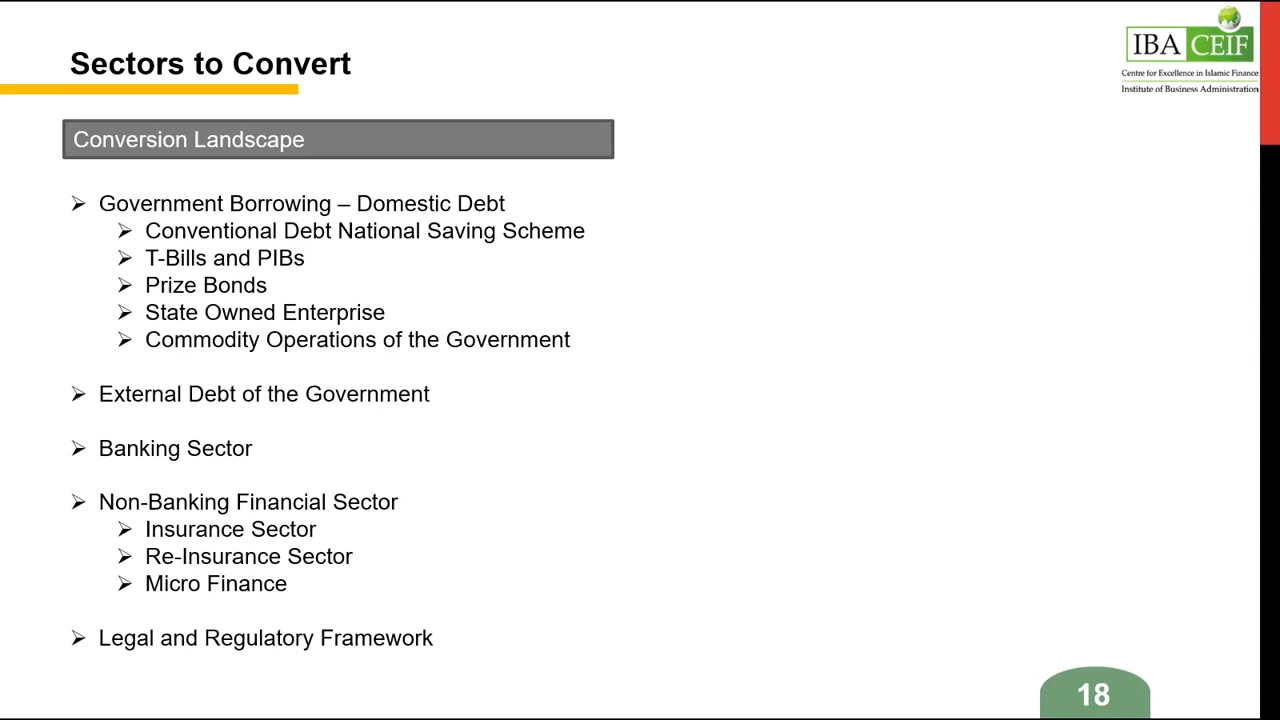 IBA CEIF
Centre for Excellence in Islamic Finance
Institute of Business Administration
Sectors to Convert
Conversion Landscape
➢ Government Borrowing – Domestic Debt
➢ Conventional Debt National Saving Scheme
➢ T-Bills and PIBs
➢ Prize Bonds
➢ State Owned Enterprise
➢ Commodity Operations of the Government
➢ External Debt of the Government
➢ Banking Sector
➢ Non-Banking Financial Sector
➢ Insurance Sector
➢ Re-Insurance Sector
➢ Micro Finance
➢ Legal and Regulatory Framework
18